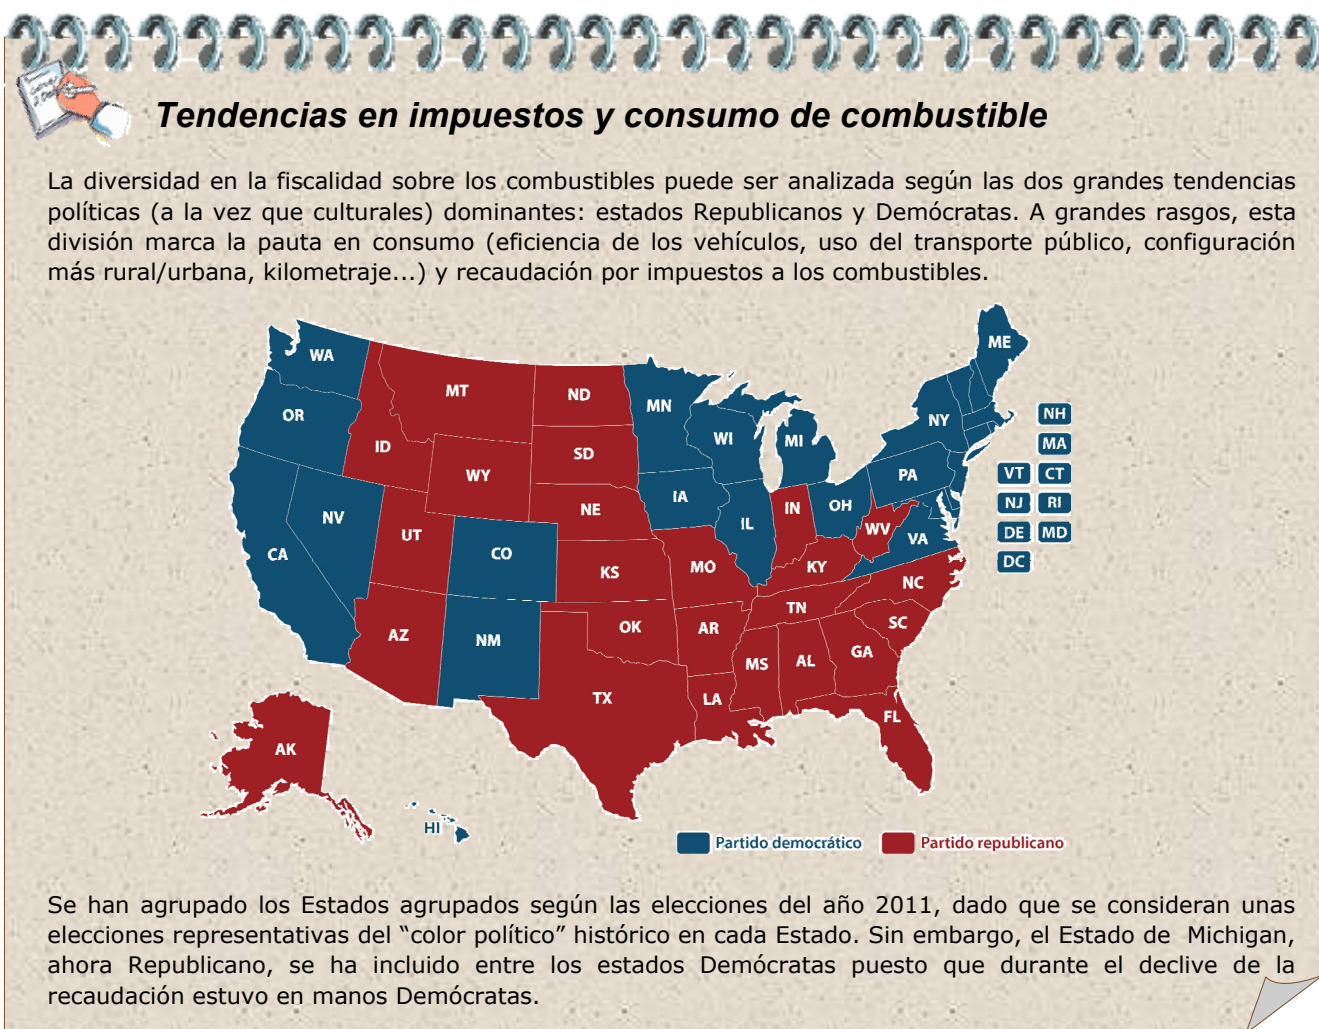 Tendencias en impuestos y consumo de combustible
La diversidad en la fiscalidad sobre los combustibles puede ser analizada según las dos grandes tendencias
políticas (a la vez que culturales) dominantes: estados Republicanos y Demócratas. A grandes rasgos, esta
división marca la pauta en consumo (eficiencia de los vehículos, uso del transporte público, configuración
más rural/urbana, kilometraje...) y recaudación por impuestos a los combustibles.
WA
ME
MT
ND
MN
OR
NY
NH
ID
SD
WI
MI
MA
WY
PA
VT CT
IA
NE
NV
IL
IN
OH
NJ RI
UT
CO
WV
VA
DE MD
CA
KS
MO
KY
DC
NC
TN
AZ
NM
OK
AR
SC
MS
AL
GA
TX
LA
FL
AK
HI
Partido democrático Partido republicano
Se han agrupado los Estados agrupados según las elecciones del año 2011, dado que se consideran unas
elecciones representativas del “color político” histórico en cada Estado. Sin embargo, el Estado de Michigan,
ahora Republicano, se ha incluido entre los estados Demócratas puesto que durante el declive de la
recaudación estuvo en manos Demócratas.